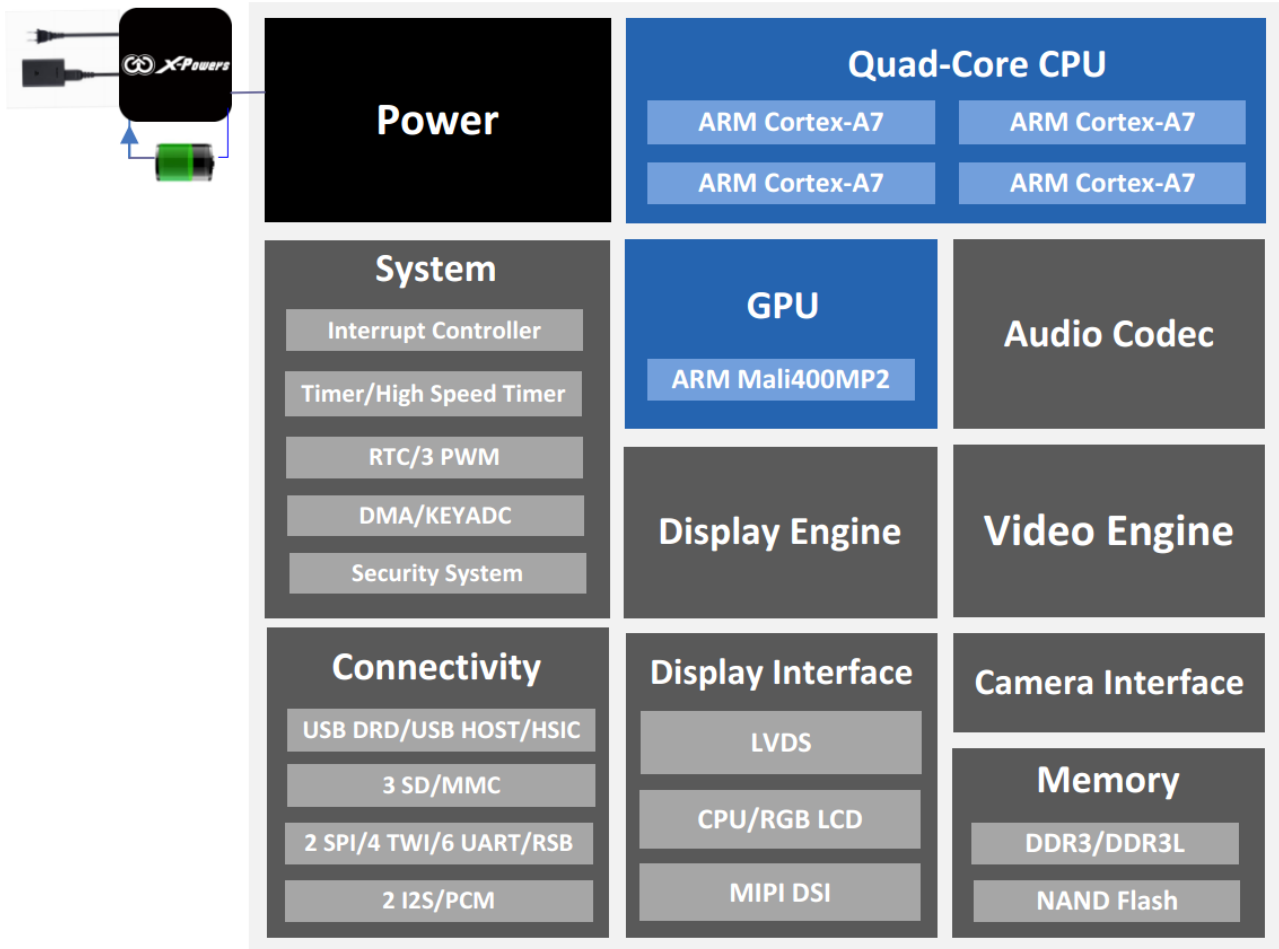 X-Powers
Power
Quad-Core CPU
ARM Cortex-A7
ARM Cortex-A7
ARM Cortex-A7
ARM Cortex-A7
System
Interrupt Controller
Timer/High Speed Timer
RTC/3 PWM
DMA/KEYADC
Security System
GPU
ARM Mali400MP2
Audio Codec
Display Engine
Video Engine
Connectivity
USB DRD/USB HOST/HSIC
3 SD/MMC
2 SPI/4 TWI/6 UART/RSB
2 I2S/PCM
Display Interface
LVDS
CPU/RGB LCD
MIPI DSI
Camera Interface
Memory
DDR3/DDR3L
NAND Flash